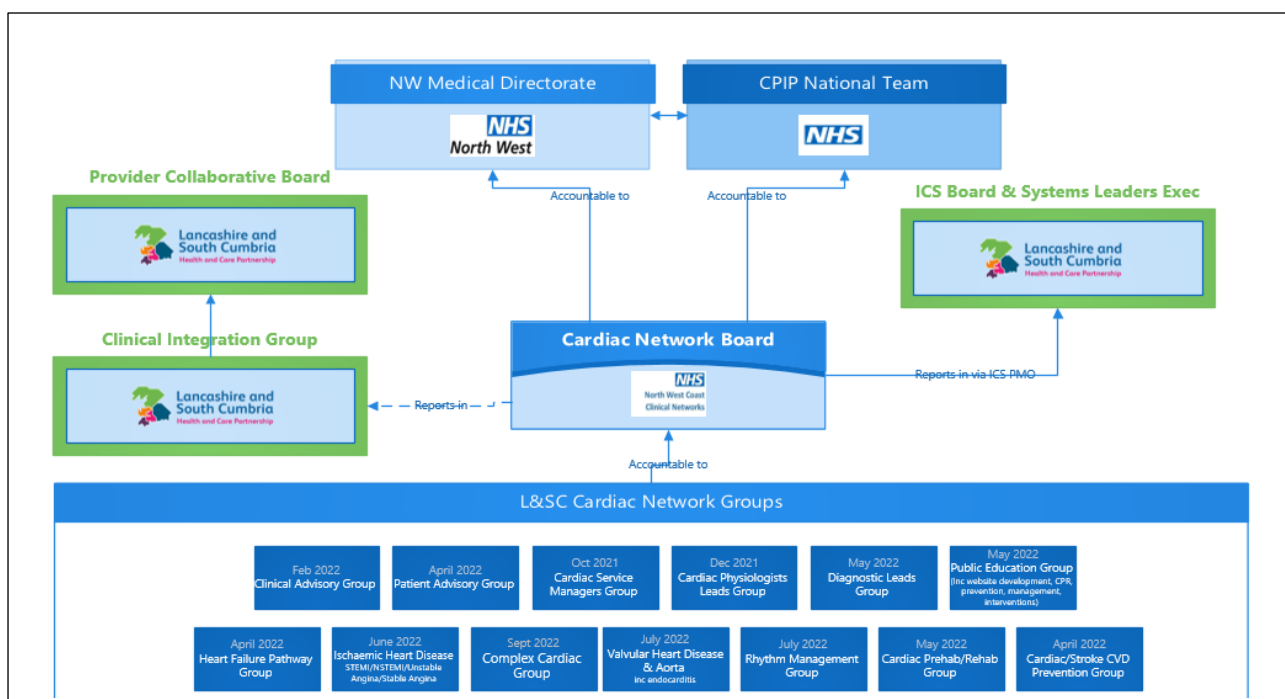 NW Medical Directorate
CPIP National Team
NHS
North West
NHS
Accountable to
Accountable to
Provider Collaborative Board
Lancashire and
South Cumbria
Health and Care Partnership
ICS Board & Systems Leaders Exec
Lancashire and
South Cumbria
Health and Care Partnership
Clinical Integration Group
Lancashire and
South Cumbria
Health and Care Partnership
Reports in
Cardiac Network Board
NHS
North West Coast
Clinical Networks
Reports in via ICS PMO
Accountable to
L&SC Cardiac Network Groups
Feb 2022
Clinical Advisory Group
April 2022
Patient Advisory Group
Oct 2021
Cardiac Service
Managers Group
Dec 2021
Cardiac Physiologists
Leads Group
May 2022
Diagnostic Leads
Group
May 2022
Public Education Group
(Inc website development, CPR,
prevention, management,
interventions)
April 2022
Heart Failure Pathway
Group
June 2022
Ischaemic Heart Disease
STEMI/NSTEMI/Unstable
Angina/Stable Angina
Sept 2022
Complex Cardiac
Group
July 2022
Valvular Heart Disease
& Aorta
inc endocarditis
July 2022
Rhythm Management
Group
May 2022
Cardiac Prehab/Rehab
Group
April 2022
Cardiac/Stroke CVD
Prevention Group